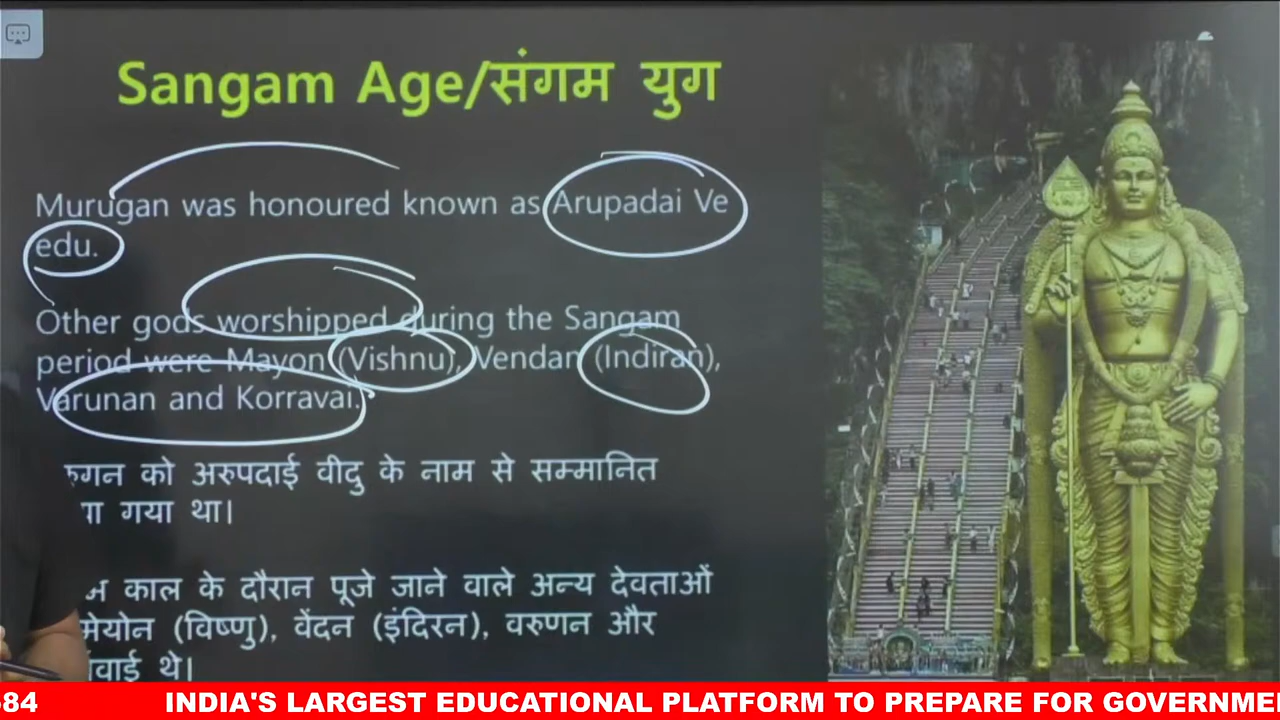 Sangam Age/संगम युग
Murugan was honoured known as Arupadai Ve
edu.
Other gods worshipped during the Sangam
period were Mayon (Vishnu), Vendan (Indiran),
Varunan and Korravai.
रुगन को अरुपदाई वीदु के नाम से सम्मानित
गया था।
काल के दौरान पूजे जाने वाले अन्य देवताओं
मेयोन (विष्णु), वेंदन (इंदिरन), वरुणन और
वाई थे।
584 INDIA'S LARGEST EDUCATIONAL PLATFORM TO PREPARE FOR GOVERNME